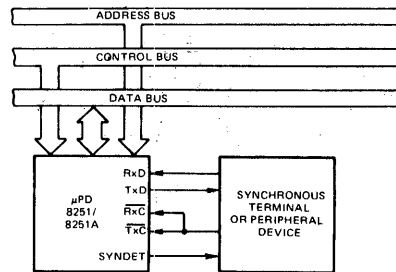 ADDRESS BUS
CONTROL BUS
DATA BUS
μPD
8251/
8251A
RxD
TxD
RxC
TxC
SYNDET
SYNCHRONOUS
TERMINAL
OR PERIPHERAL
DEVICE